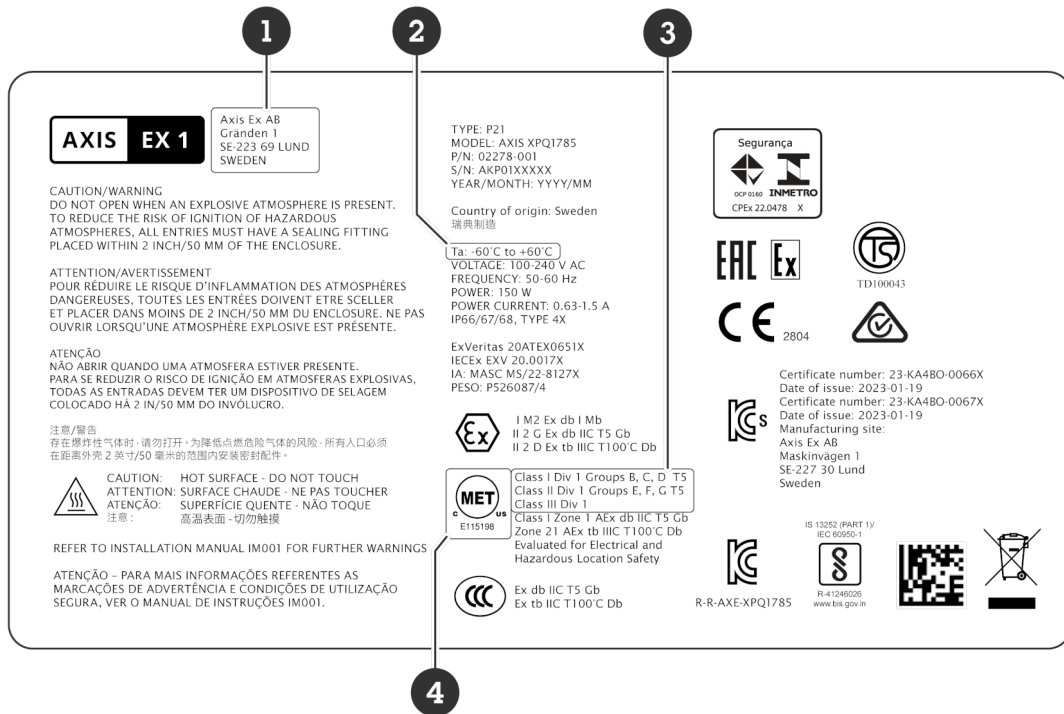 1
2
3
AXIS EX 1
Axis Ex AB
Gränden 1
SE-223 69 LUND
SWEDEN
CAUTION/WARNING
DO NOT OPEN WHEN AN EXPLOSIVE ATMOSPHERE IS PRESENT.
TO REDUCE THE RISK OF IGNITION OF HAZARDOUS
ATMOSPHERES, ALL ENTRIES MUST HAVE A SEALING FITTING
PLACED WITHIN 2 INCH/50 MM OF THE ENCLOSURE.
ATTENTION/AVERTISSEMENT
POUR RÉDUIRE LE RISQUE D'INFLAMMATION DES ATMOSPHÈRES
DANGEREUSES, TOUTES LES ENTRÉES DOIVENT ETRE SCELLER
ET PLACER DANS MOINS DE 2 INCH/50 MM DU ENCLOSURE. NE PAS
OUVRIR LORSQU'UNE ATMOSPHÈRE EXPLOSIVE EST PRÉSENTE.
ATENÇÃO
NÃO ABRIR QUANDO UMA ATMOSFERA ESTIVER PRESENTE.
PARA SE REDUZIR O RISCO DE IGNIÇÃO EM ATMOSFERAS EXPLOSIVAS,
TODAS AS ENTRADAS DEVEM TER UM DISPOSITIVO DE SELAGEM
COLOCADO HÁ 2 IN/50 MM DO INVÓLUCRO.
注意/警告
存在爆炸性气体时，请勿打开。为降低点燃危险气体的风险，所有人口必须
在距离外壳 2 英寸/50 毫米的范围内安装密封配件。
CAUTION: HOT SURFACE - DO NOT TOUCH
ATTENTION: SURFACE CHAUDE - NE PAS TOUCHER
ATENÇÃO: SUPERFÍCIE QUENTE - NÃO TOQUE
注意： 高温表面 - 切勿触摸
REFER TO INSTALLATION MANUAL IM001 FOR FURTHER WARNINGS
ATENÇÃO - PARA MAIS INFORMAÇÕES REFERENTES AS
MARCAÇÕES DE ADVERTÊNCIA E CONDIÇÕES DE UTILIZAÇÃO
SEGURA, VER O MANUAL DE INSTRUÇÕES IM001.
TYPE: P21
MODEL: AXIS XPQ1785
P/N: 02278-001
S/N: AKP01XXXXX
YEAR/MONTH: YYYY/MM
Country of origin: Sweden
瑞典制造
Ta: -60°C to +60°C
VOLTAGE: 100-240 V AC
FREQUENCY: 50-60 Hz
POWER: 150 W
POWER CURRENT: 0.63-1.5 A
IP66/67/68, TYPE 4X
ExVeritas 20ATEX0651X
IECEx EXV 20.0017X
IA: MASC MS/22-8127X
PESO: P526087/4
Ex
I M2 Ex db I Mb
II 2 G Ex db IIC T5 Gb
II 2 D Ex tb IIIC T100°C Db
c MET us
E115198
Class I Div 1 Groups B, C, D T5
Class II Div 1 Groups E, F, G T5
Class III Div 1
Class I Zone 1 AEx db IIC T5 Gb
Zone 21 AEx tb IIIC T100°C Db
Evaluated for Electrical and
Hazardous Location Safety
CCC
Ex db IIC T5 Gb
Ex tb IIIC T100°C Db
Segurança
OCP 0160 INMETRO
CPEx 22.0478 X
EAC Ex
TS
TD100043
CE 2804
KCs
Certificate number: 23-KA4BO-0066X
Date of issue: 2023-01-19
Certificate number: 23-KA4BO-0067X
Date of issue: 2023-01-19
Manufacturing site:
Axis Ex AB
Maskinvägen 1
SE-227 30 Lund
Sweden
KC
R-R-AXE-XPQ1785
IS 13252 (PART 1)/
IEC 60950-1
R-41246026
www.bis.gov.in
4